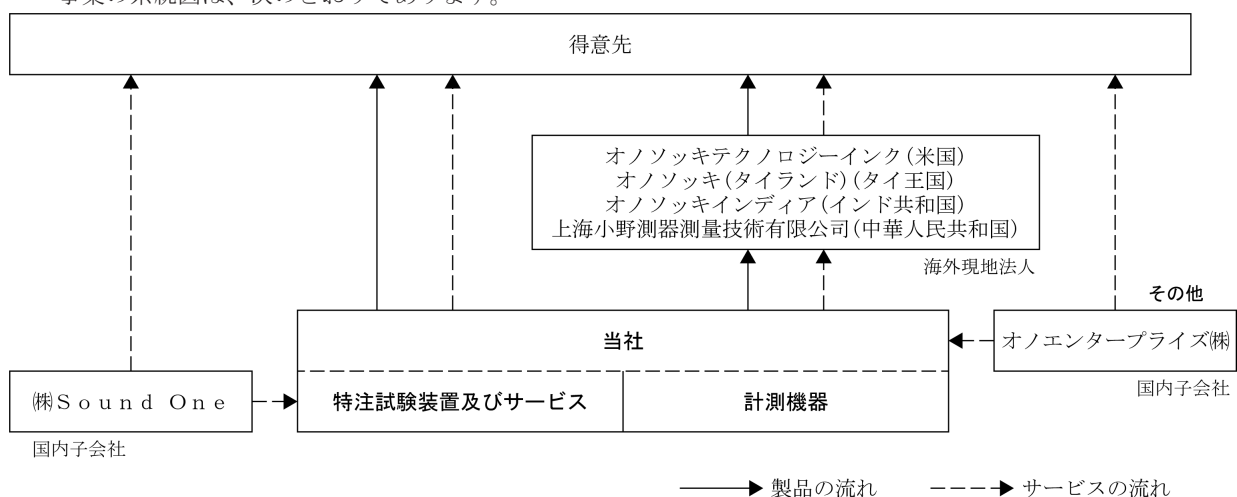 事業の系統図は、次のとおりであります。
得意先
オノソッキテクノロジーインク(米国)
オノソッキ(タイランド)(タイ王国)
オノソッキインディア(インド共和国)
上海小野測器測量技術有限公司(中華人民共和国)
海外現地法人
その他
当社
オノエンタープライズ㈱
国内子会社
㈱Sound One
特注試験装置及びサービス
計測機器
国内子会社
製品の流れ
サービスの流れ